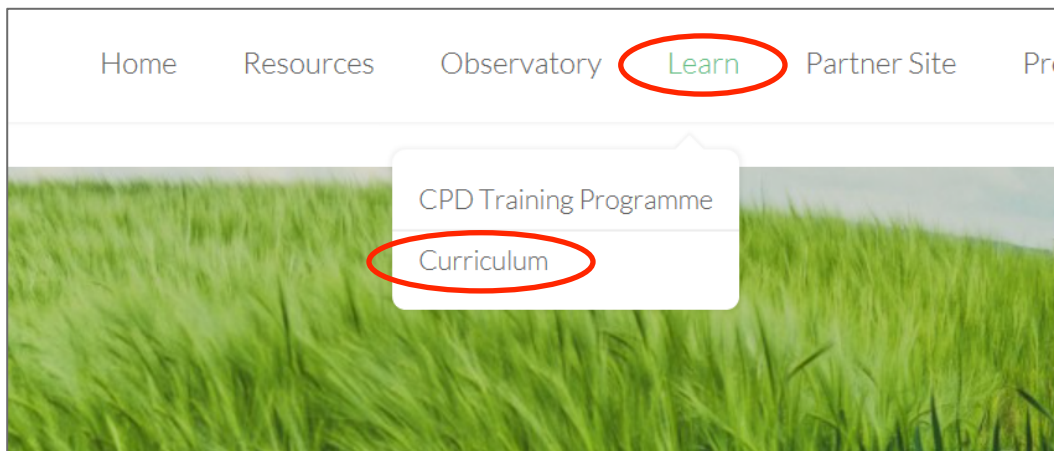 Home Resources Observatory Learn Partner Site
CPD Training Programme
Curriculum